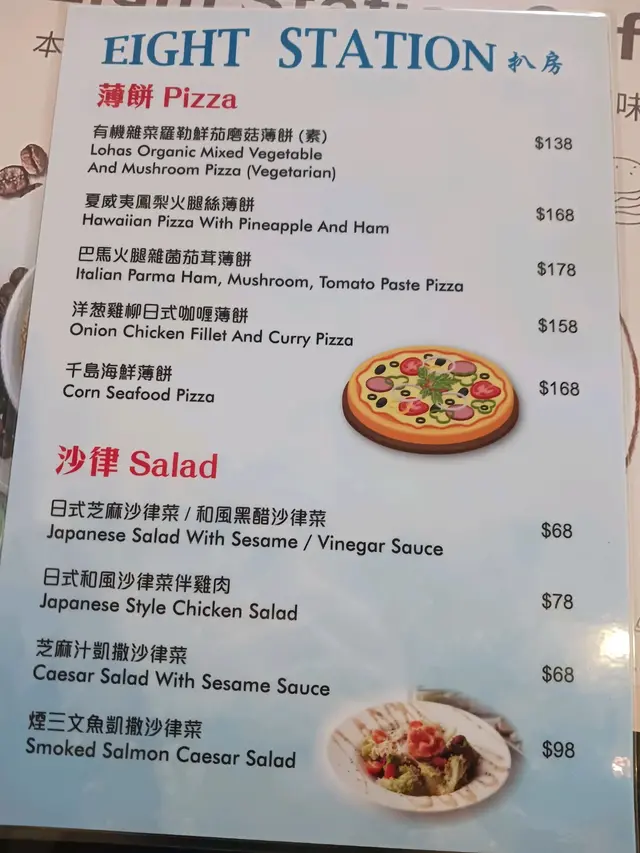 本
EIGHT STATION 扒房
味
薄餅 Pizza
有機雜菜羅勒鮮茄磨菇薄餅 (素)
Lohas Organic Mixed Vegetable
And Mushroom Pizza (Vegetarian)
$138
夏威夷鳳梨火腿絲薄餅
Hawaiian Pizza With Pineapple And Ham
$168
巴馬火腿雜菌茄茸薄餅
Italian Parma Ham, Mushroom, Tomato Paste Pizza
$178
洋葱雞柳日式咖喱薄餅
Onion Chicken Fillet And Curry Pizza
$158
千島海鮮薄餅
Corn Seafood Pizza
$168
沙律 Salad
日式芝麻沙律菜 / 和風黑醋沙律菜
Japanese Salad With Sesame / Vinegar Sauce
$68
日式和風沙律菜伴雞肉
Japanese Style Chicken Salad
$78
芝麻汁凱撒沙律菜
Caesar Salad With Sesame Sauce
$68
煙三文魚凱撒沙律菜
Smoked Salmon Caesar Salad
$98